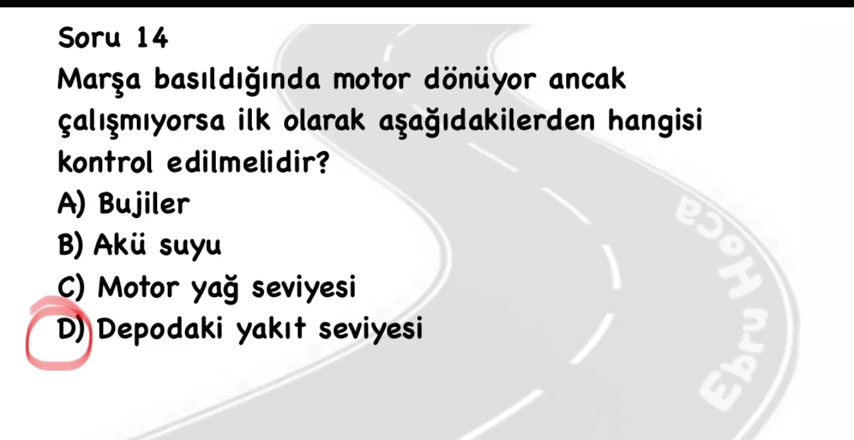 Soru 14
Marşa basıldığında motor dönüyor ancak
çalışmıyorsa ilk olarak aşağıdakilerden hangisi
kontrol edilmelidir?
A) Bujiler
B) Akü suyu
C) Motor yağ seviyesi
D) Depodaki yakıt seviyesi
Ebru Hoca